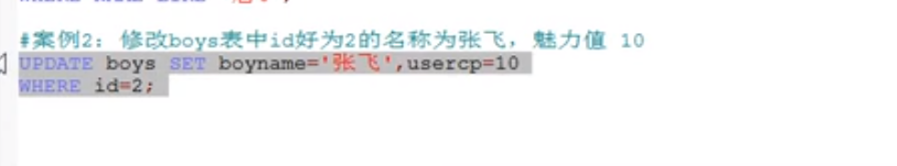 #案例2：修改boys表中id好为2的名称为张飞，魅力值 10
UPDATE boys SET boyname='张飞',usercp=10
WHERE id=2;